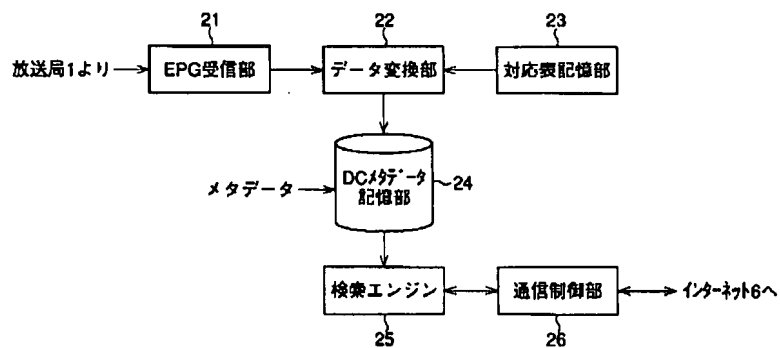 21
22
23
放送局1より
EPG受信部
データ変換部
対応表記憶部
メタデータ
DCメタデータ
記憶部
24
検索エンジン
通信制御部
インターネット6へ
25
26